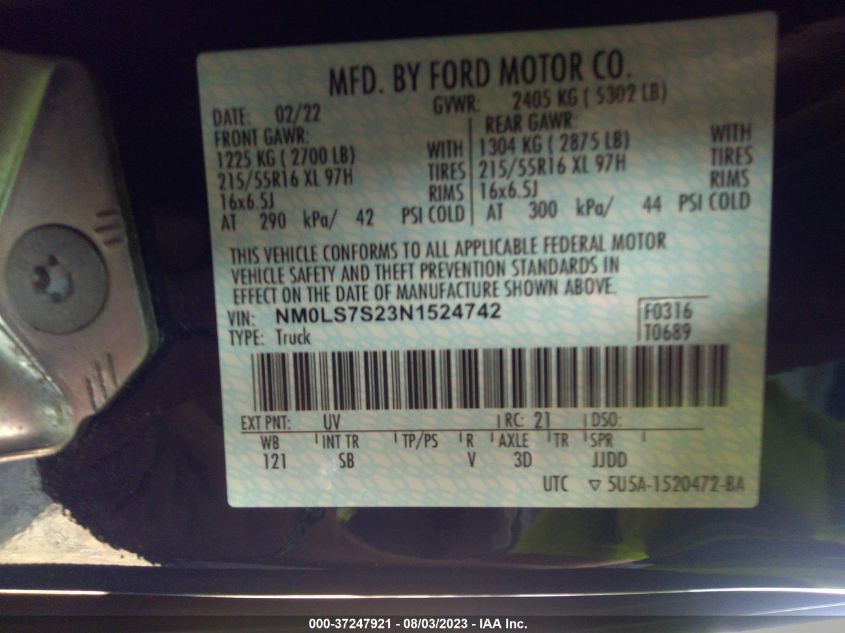 MFD. BY FORD MOTOR CO.
DATE: 02/22 GVWR: 2405 KG ( 5302 LB)
FRONT GAWR: REAR GAWR:
1225 KG ( 2700 LB) WITH 1304 KG ( 2875 LB) WITH
215/55R16 XL 97H TIRES 215/55R16 XL 97H TIRES
16x6.5J RIMS 16x6.5J RIMS
AT 290 kPa/ 42 PSI COLD AT 300 kPa/ 44 PSI COLD
THIS VEHICLE CONFORMS TO ALL APPLICABLE FEDERAL MOTOR
VEHICLE SAFETY AND THEFT PREVENTION STANDARDS IN
EFFECT ON THE DATE OF MANUFACTURE SHOWN ABOVE.
VIN: NM0LS7S23N1524742 F0316
TYPE: Truck T0689
EXT PNT: UV RC: 21 DSO:
WB INT TR TP/PS R AXLE TR SPR
121 SB V 3D JJDD
UTC ▽ 5U5A-1520472-BA
000-37247921 - 08/03/2023 - IAA Inc.